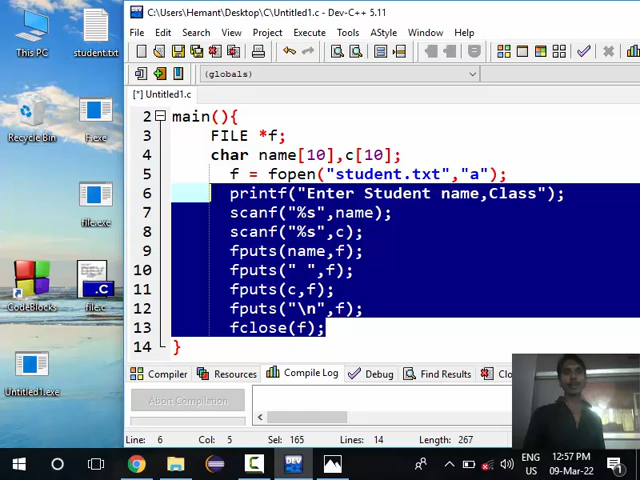 C:\Users\Hemant\Desktop\C\Untitled1.c - Dev-C++ 5.11
File Edit Search View Project Execute Tools AStyle Window Help
(globals)
[*] Untitled1.c
2 main(){
3 FILE *f;
4 char name[10],c[10];
5 f = fopen("student.txt","a");
6 printf("Enter Student name,Class");
7 scanf("%s",name);
8 scanf("%s",c);
9 fputs(name,f);
10 fputs(" ",f);
11 fputs(c,f);
12 fputs("\n",f);
13 fclose(f);
14 }
Compiler Resources Compile Log Debug Find Results Clo
Abort Compilation
Line: 6 Col: 5 Sel: 165 Lines: 14 Length: 267
This PC
student.txt
Recycle Bin
F.exe
file.exe
CodeBlocks
.C
file.c
Untitled1.exe
DEV
ENG
US
12:57 PM
09-Mar-22
1